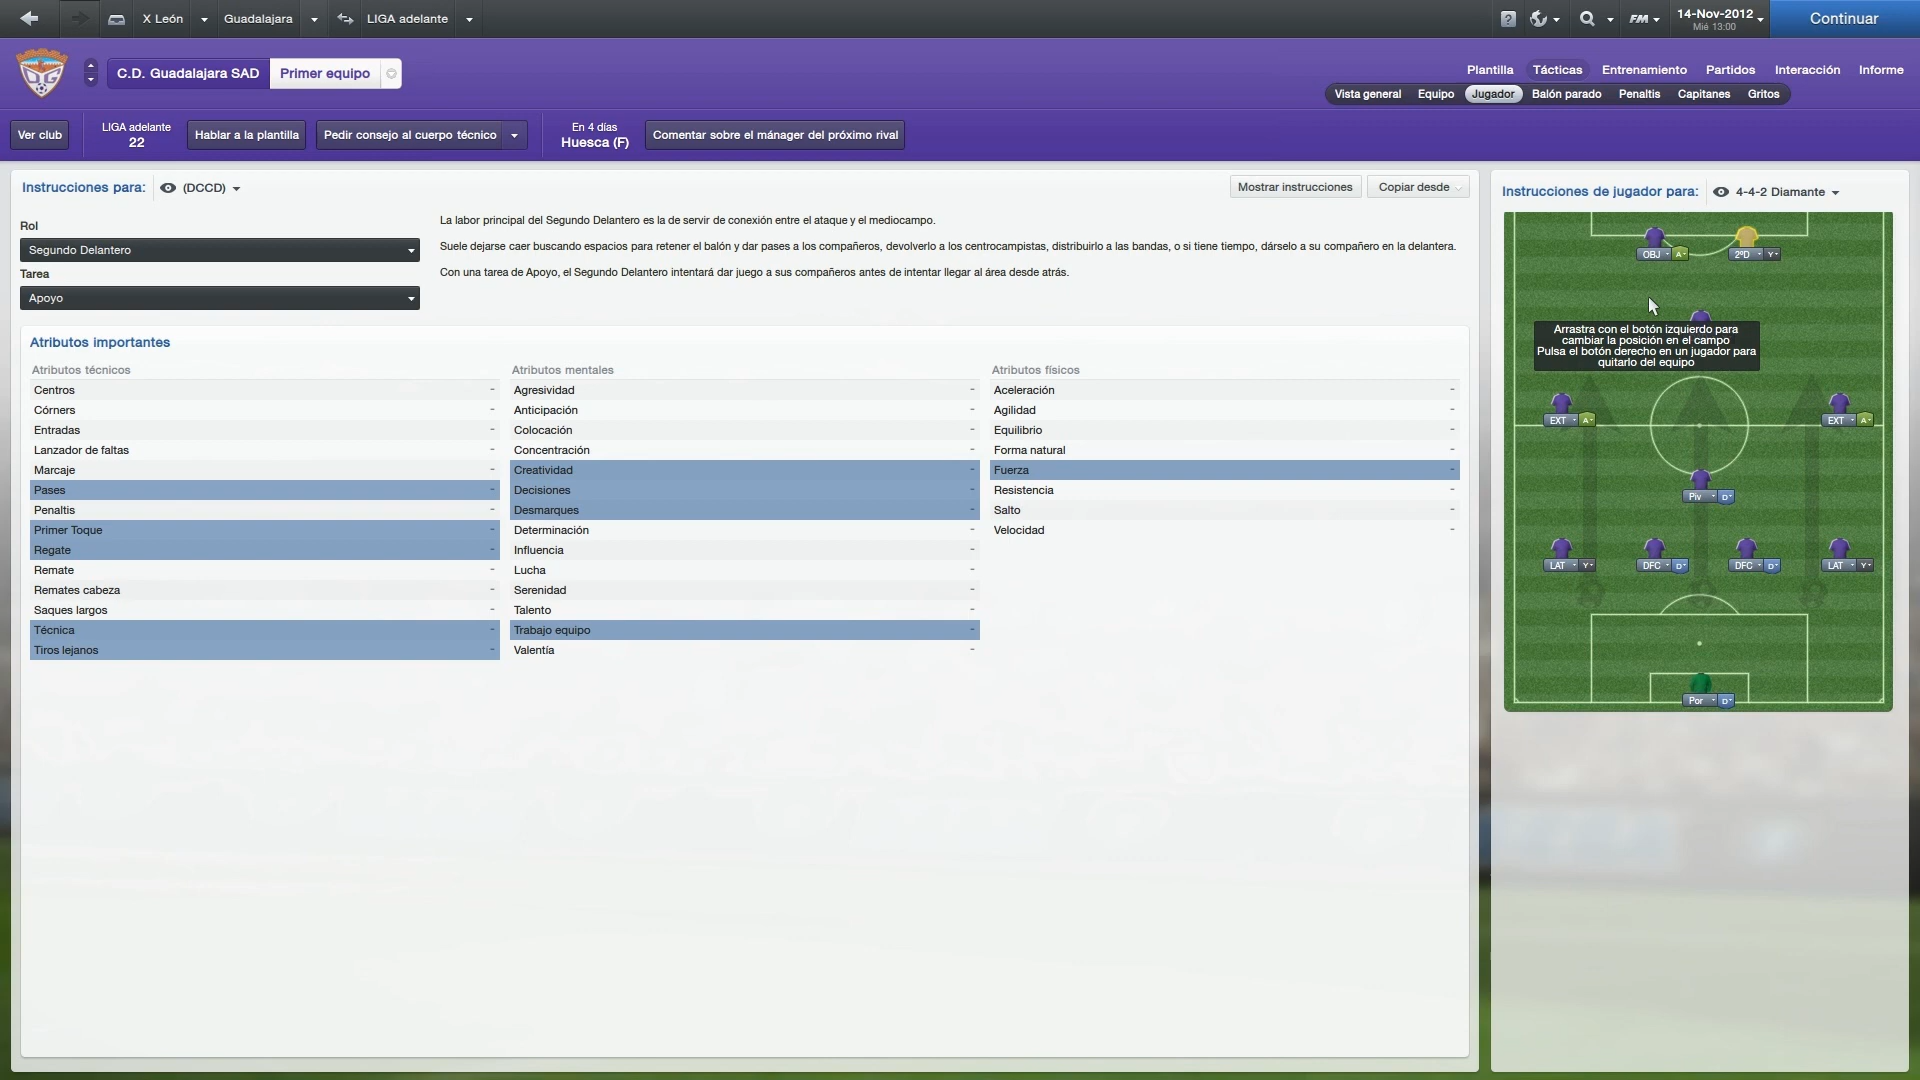 X León
Guadalajara
LIGA adelante
?
FM
14-Nov-2012
Mié 13:00
Continuar
C.D. Guadalajara SAD
Primer equipo
Plantilla
Tácticas
Entrenamiento
Partidos
Interacción
Informe
Vista general
Equipo
Jugador
Balón parado
Penaltis
Capitanes
Gritos
Ver club
LIGA adelante
22
Hablar a la plantilla
Pedir consejo al cuerpo técnico
En 4 días
Huesca (F)
Comentar sobre el mánager del próximo rival
Instrucciones para:
(DCCD)
Mostrar instrucciones
Copiar desde
Rol
Segundo Delantero
Tarea
Apoyo
La labor principal del Segundo Delantero es la de servir de conexión entre el ataque y el mediocampo.
Suele dejarse caer buscando espacios para retener el balón y dar pases a los compañeros, devolverlo a los centrocampistas, distribuirlo a las bandas, o si tiene tiempo, dárselo a su compañero en la delantera.
Con una tarea de Apoyo, el Segundo Delantero intentará dar juego a sus compañeros antes de intentar llegar al área desde atrás.
Atributos importantes
Atributos técnicos
Centros -
Córners -
Entradas -
Lanzador de faltas -
Marcaje -
Pases -
Penaltis -
Primer Toque -
Regate -
Remate -
Remates cabeza -
Saques largos -
Técnica -
Tiros lejanos -
Atributos mentales
Agresividad -
Anticipación -
Colocación -
Concentración -
Creatividad -
Decisiones -
Desmarques -
Determinación -
Influencia -
Lucha -
Serenidad -
Talento -
Trabajo equipo -
Valentía -
Atributos físicos
Aceleración -
Agilidad -
Equilibrio -
Forma natural -
Fuerza -
Resistencia -
Salto -
Velocidad -
Instrucciones de jugador para:
4-4-2 Diamante
OBJ A
2ºD Y
Arrastra con el botón izquierdo para
cambiar la posición en el campo
Pulsa el botón derecho en un jugador para
quitarlo del equipo
EXT A
EXT A
Piv D
LAT Y
DFC D
DFC D
LAT Y
Por D